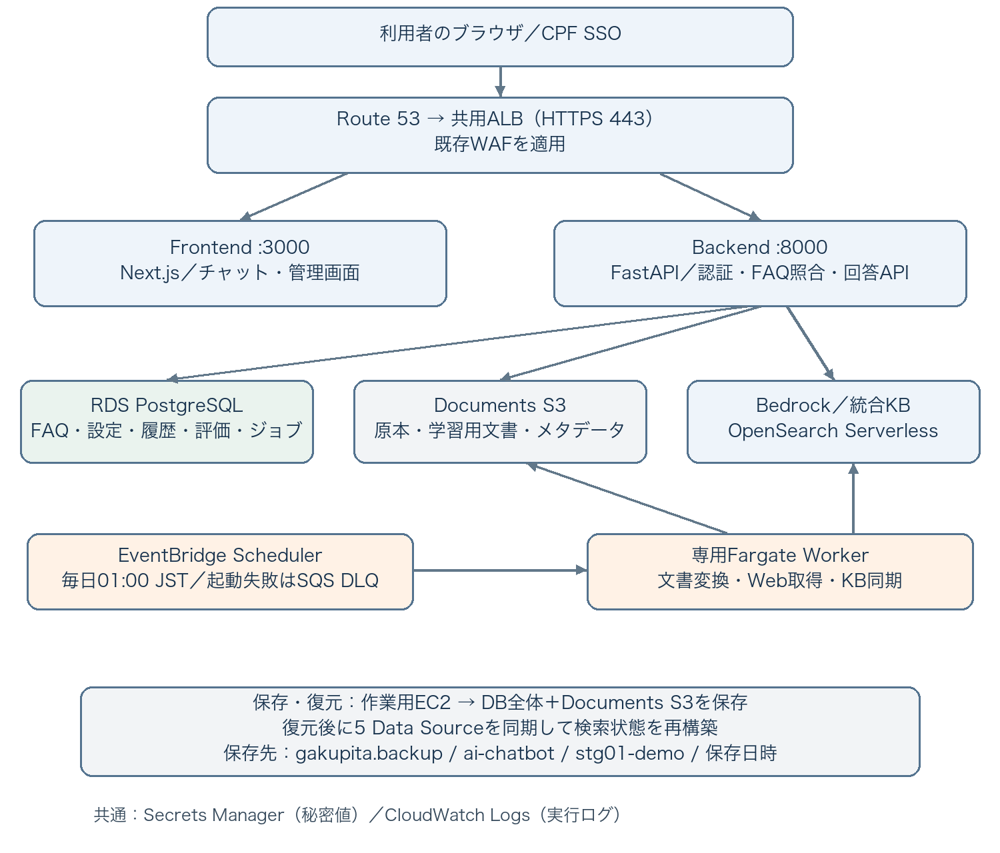 利用者のブラウザ／CPF SSO
Route 53 → 共用ALB（HTTPS 443）
既存WAFを適用
Frontend :3000
Next.js／チャット・管理画面
Backend :8000
FastAPI／認証・FAQ照合・回答API
RDS PostgreSQL
FAQ・設定・履歴・評価・ジョブ
Documents S3
原本・学習用文書・メタデータ
Bedrock／統合KB
OpenSearch Serverless
EventBridge Scheduler
毎日01:00 JST／起動失敗はSQS DLQ
専用Fargate Worker
文書変換・Web取得・KB同期
保存・復元：作業用EC2 → DB全体＋Documents S3を保存
復元後に5 Data Sourceを同期して検索状態を再構築
保存先：gakupita.backup / ai-chatbot / stg01-demo / 保存日時
共通：Secrets Manager（秘密値）／CloudWatch Logs（実行ログ）